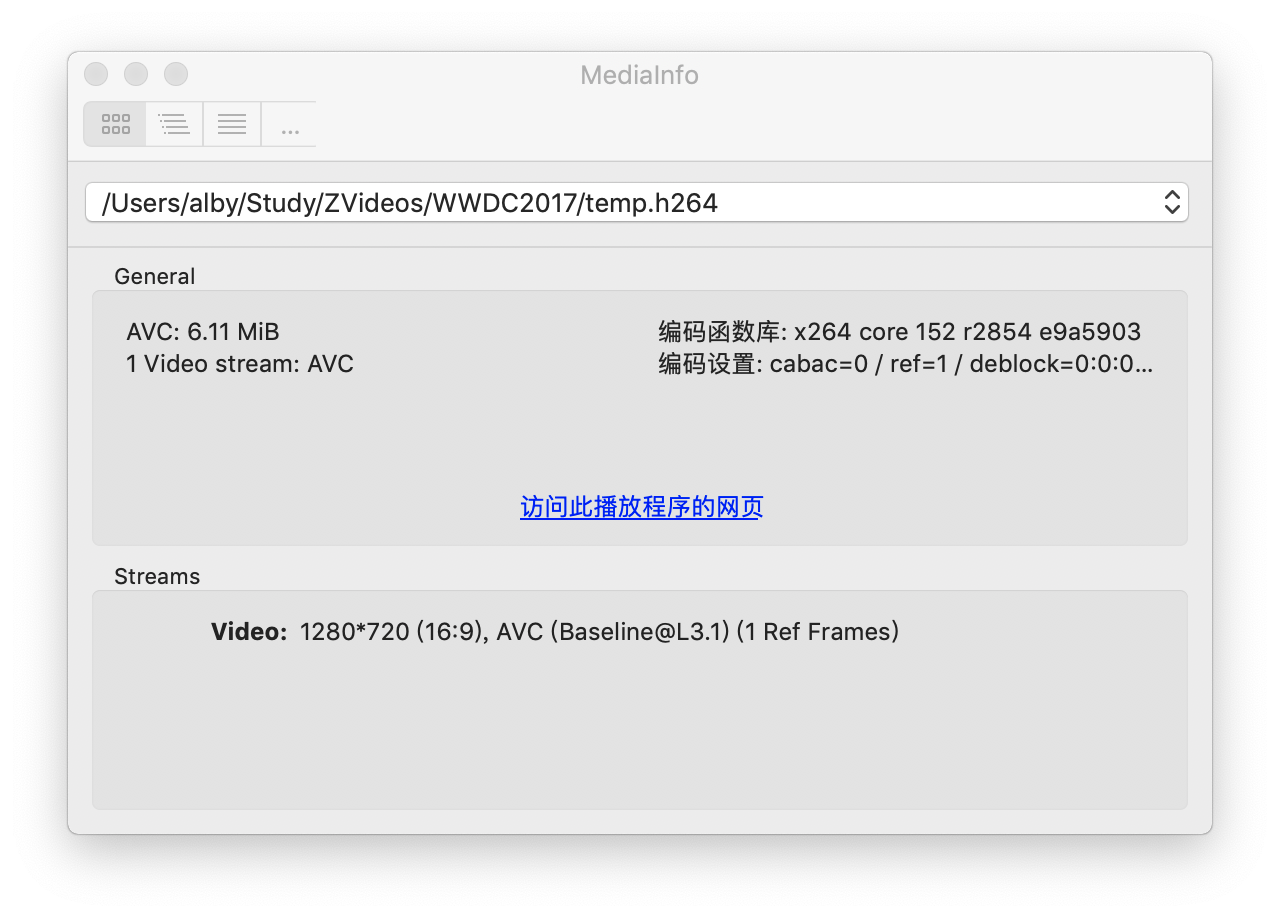 MediaInfo
...
/Users/alby/Study/ZVideos/WWDC2017/temp.h264
General
AVC: 6.11 MiB
编码函数库: x264 core 152 r2854 e9a5903
1 Video stream: AVC
编码设置: cabac=0 / ref=1 / deblock=0:0:0...
访问此播放程序的网页
Streams
Video: 1280*720 (16:9), AVC (Baseline@L3.1) (1 Ref Frames)